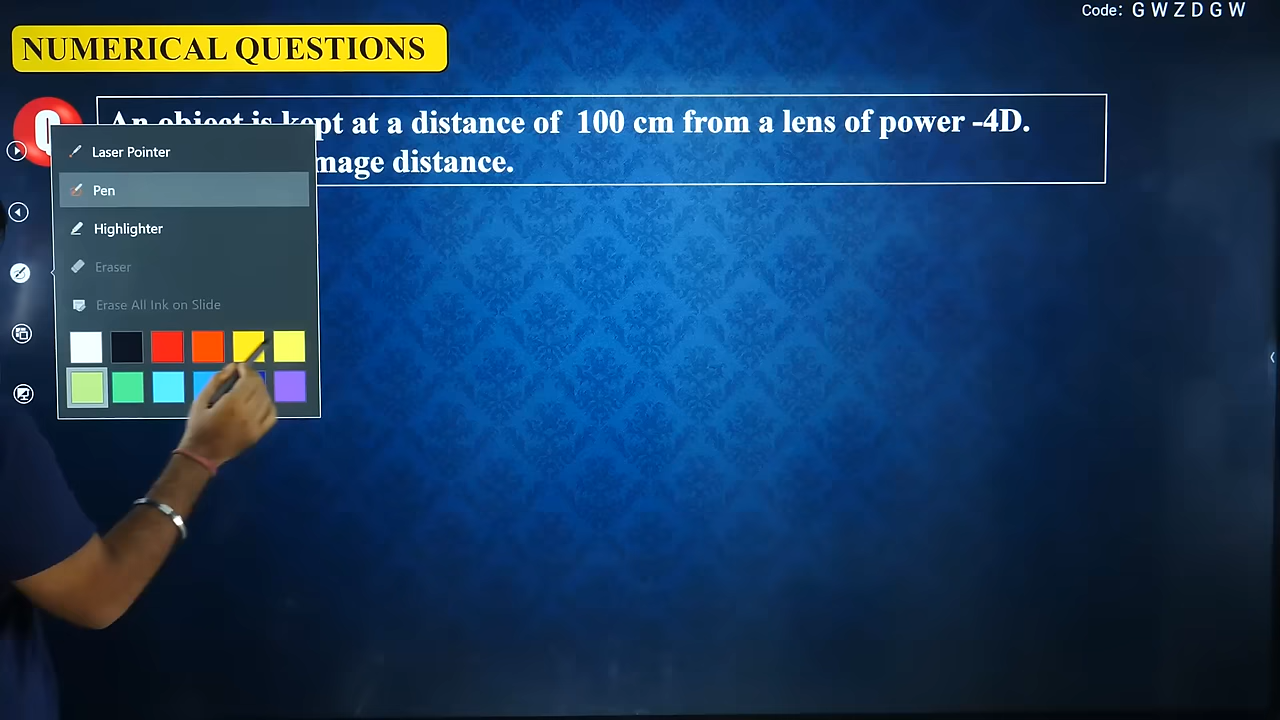 Code: G W Z D G W
NUMERICAL QUESTIONS
An object is kept at a distance of 100 cm from a lens of power -4D.
mage distance.
Laser Pointer
Pen
Highlighter
Eraser
Erase All Ink on Slide